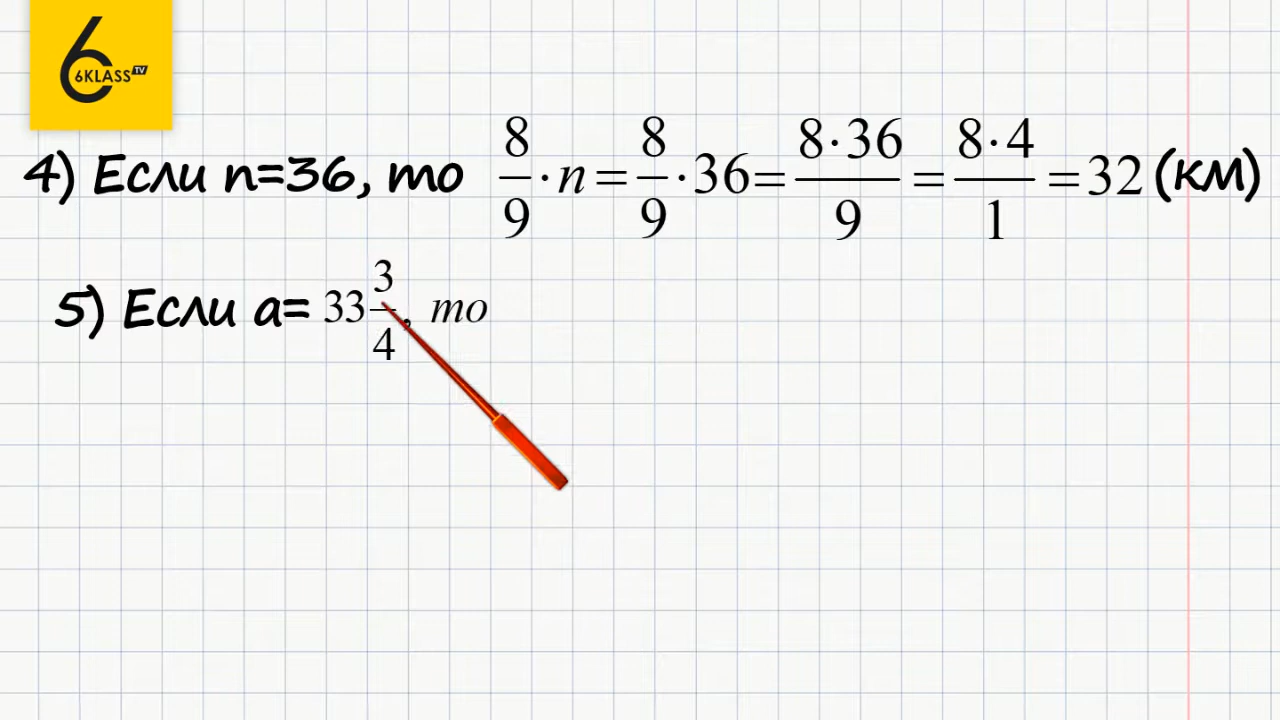 6
6KLASS TV
4) Если n=36, то 8/9 · n = 8/9 · 36 = 8·36/9 = 8·4/1 = 32 (км)
5) Если a= 33 3/4, то